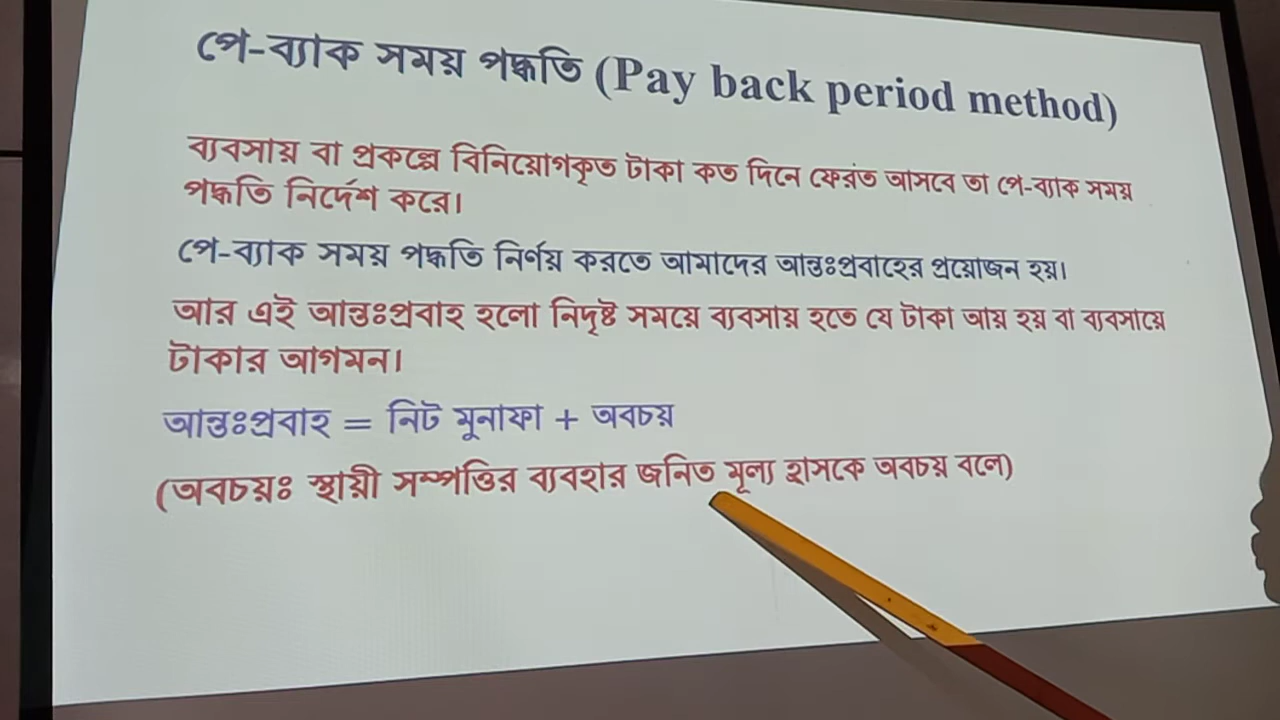 পে-ব্যাক সময় পদ্ধতি (Pay back period method)
ব্যবসায় বা প্রকল্পে বিনিয়োগকৃত টাকা কত দিনে ফেরত আসবে তা পে-ব্যাক সময়
পদ্ধতি নির্দেশ করে।
পে-ব্যাক সময় পদ্ধতি নির্ণয় করতে আমাদের আন্তঃপ্রবাহের প্রয়োজন হয়।
আর এই আন্তঃপ্রবাহ হলো নিদৃষ্ট সময়ে ব্যবসায় হতে যে টাকা আয় হয় বা ব্যবসায়ে
টাকার আগমন।
আন্তঃপ্রবাহ = নিট মুনাফা + অবচয়
(অবচয়ঃ স্থায়ী সম্পত্তির ব্যবহার জনিত মূল্য হ্রাসকে অবচয় বলে)